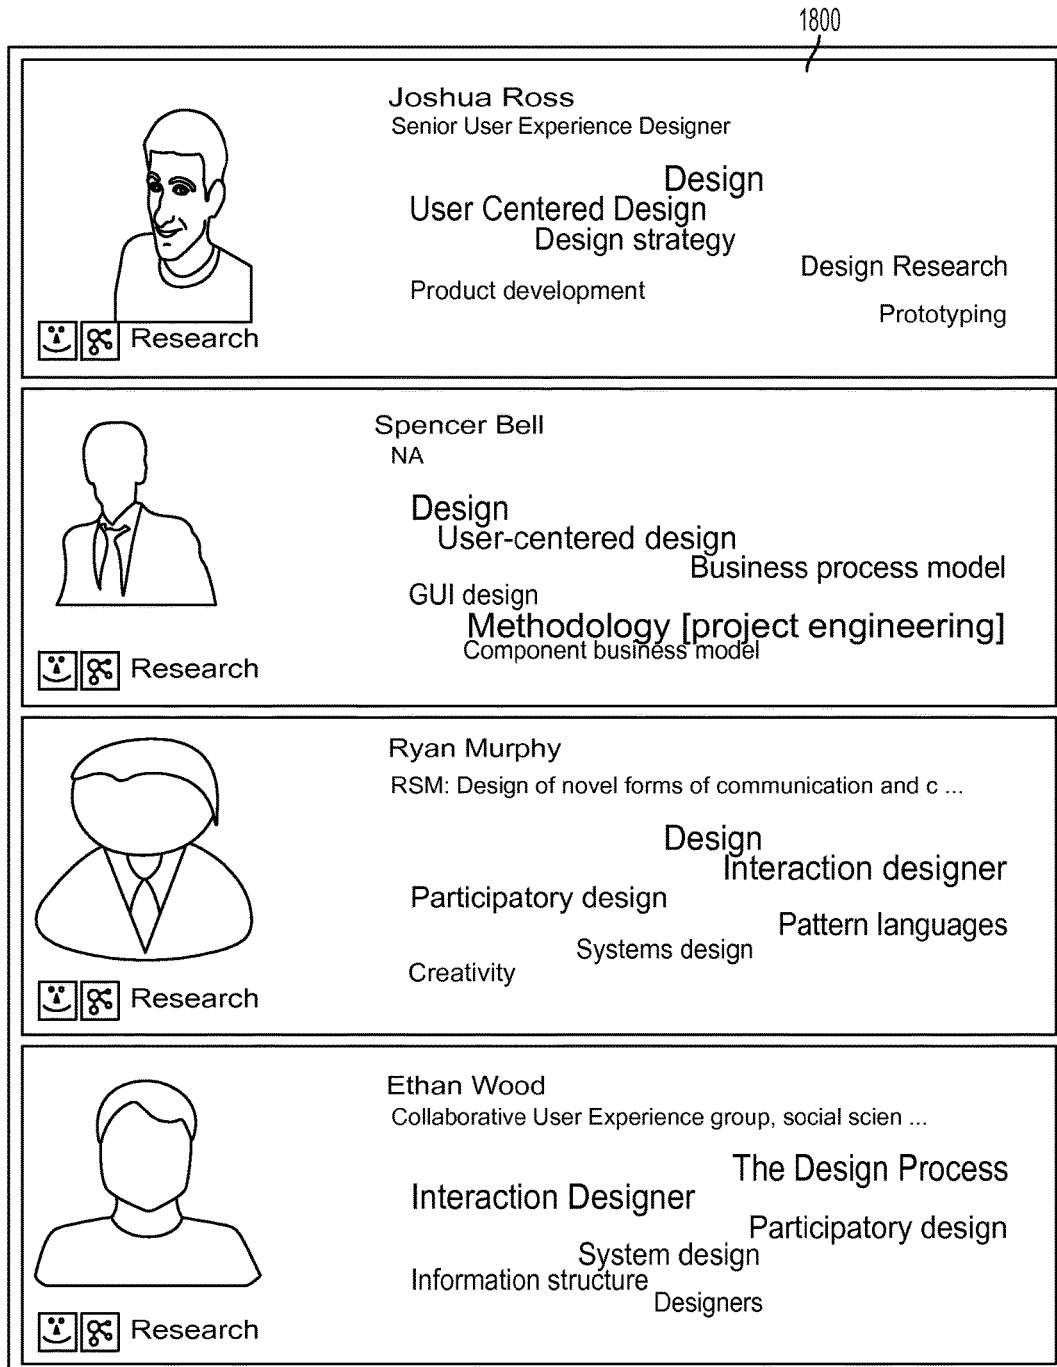 1800
Joshua Ross
Senior User Experience Designer
Design
User Centered Design
Design strategy
Design Research
Product development
Prototyping
Research
Spencer Bell
NA
Design
User-centered design
Business process model
GUI design
Methodology [project engineering]
Component business model
Research
Ryan Murphy
RSM: Design of novel forms of communication and c ...
Design
Interaction designer
Participatory design
Pattern languages
Systems design
Creativity
Research
Ethan Wood
Collaborative User Experience group, social scien ...
The Design Process
Interaction Designer
Participatory design
System design
Information structure
Designers
Research